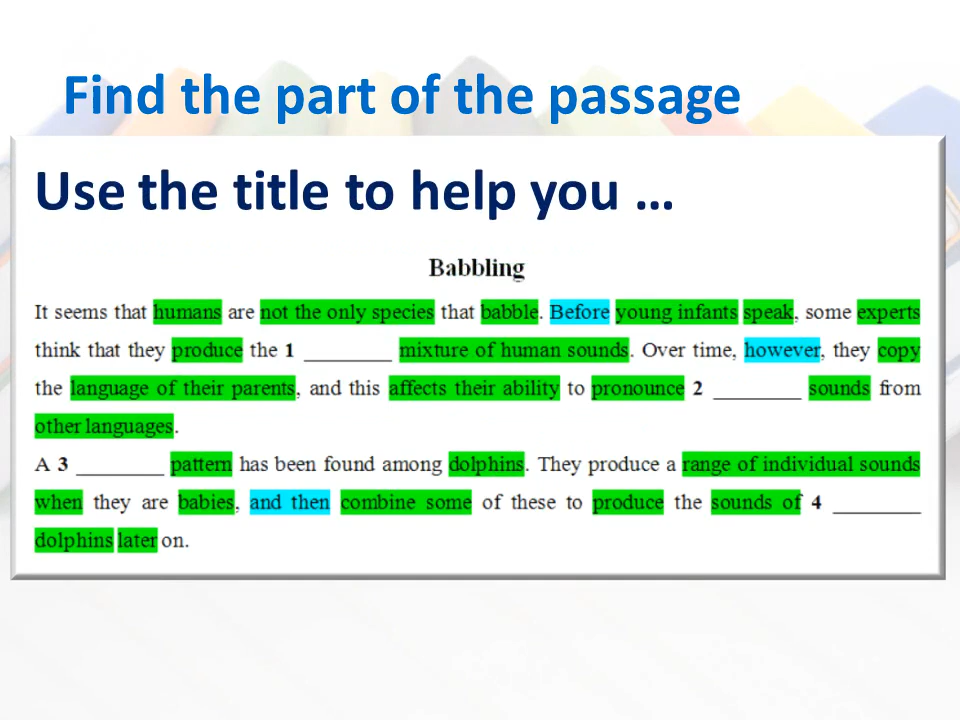 Find the part of the passage
Use the title to help you …
Babbling
It seems that humans are not the only species that babble. Before young infants speak, some experts
think that they produce the 1 ________ mixture of human sounds. Over time, however, they copy
the language of their parents, and this affects their ability to pronounce 2 ________ sounds from
other languages.
A 3 ________ pattern has been found among dolphins. They produce a range of individual sounds
when they are babies, and then combine some of these to produce the sounds of 4 ________
dolphins later on.